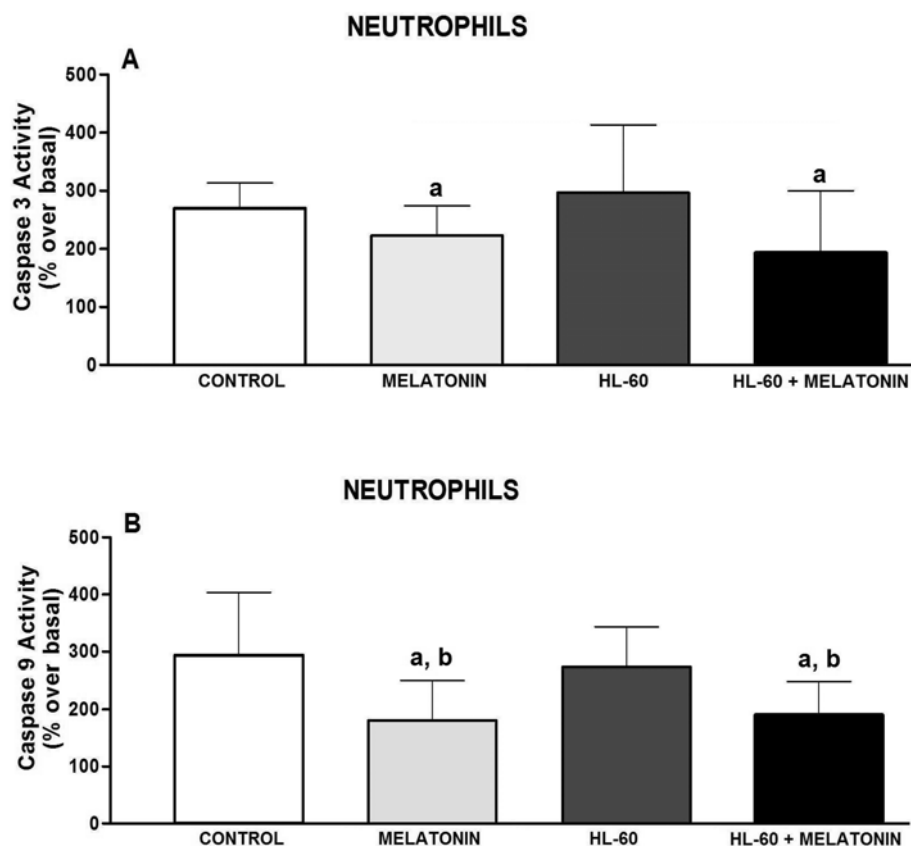 NEUTROPHILS
A
Caspase 3 Activity
(% over basal)
500
400
300
200
100
0
a
a
CONTROL
MELATONIN
HL-60
HL-60 + MELATONIN
NEUTROPHILS
B
Caspase 9 Activity
(% over basal)
500
400
300
200
100
0
a, b
a, b
CONTROL
MELATONIN
HL-60
HL-60 + MELATONIN